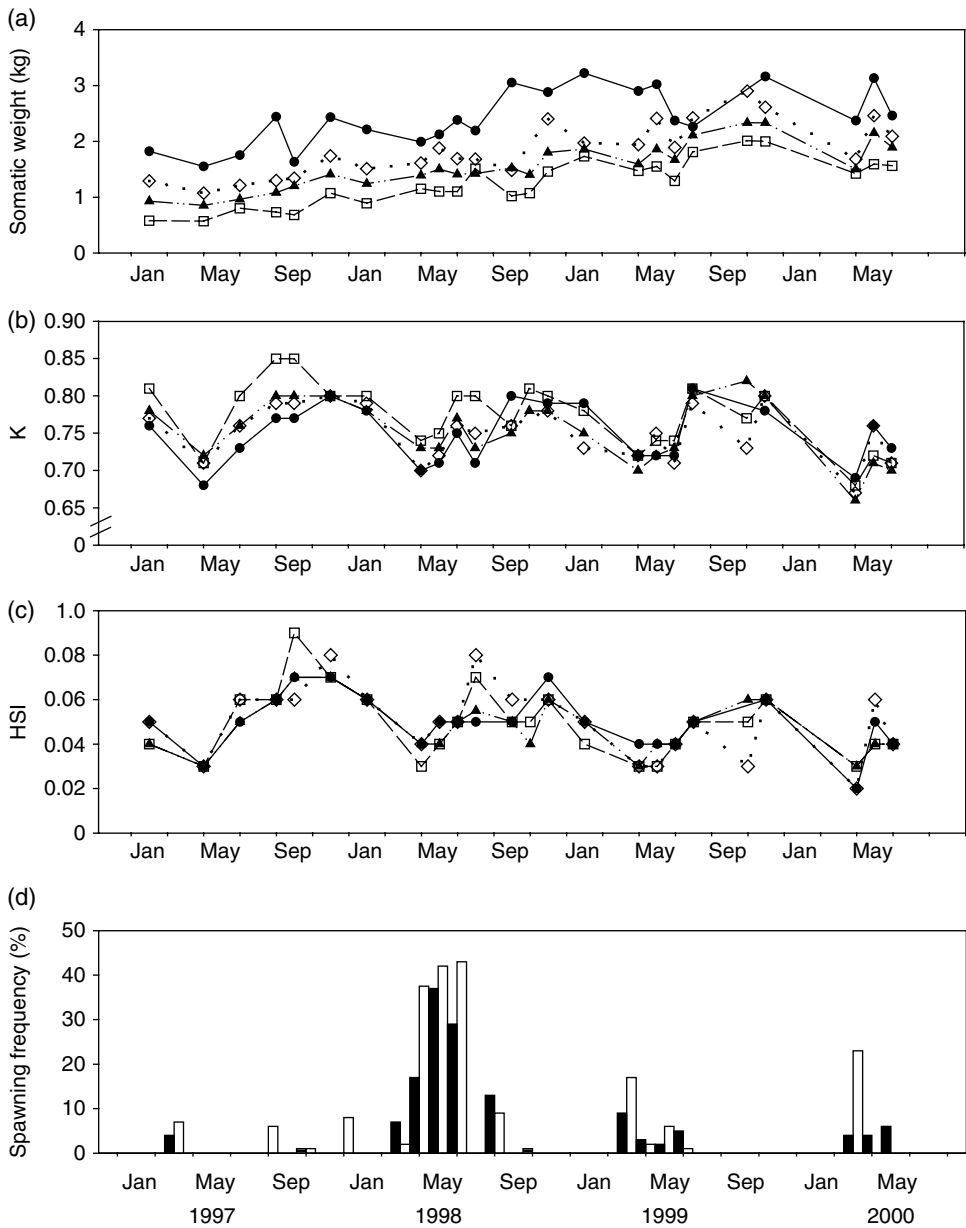 (a)
Somatic weight (kg)
4
3
2
1
0
Jan May Sep Jan May Sep Jan May Sep Jan May
(b)
K
0.90
0.85
0.80
0.75
0.70
0.65
0
Jan May Sep Jan May Sep Jan May Sep Jan May
(c)
HSI
1.0
0.08
0.06
0.04
0.02
0
Jan May Sep Jan May Sep Jan May Sep Jan May
(d)
Spawning frequency (%)
50
40
30
20
10
0
Jan May Sep Jan May Sep Jan May Sep Jan May
1997 1998 1999 2000